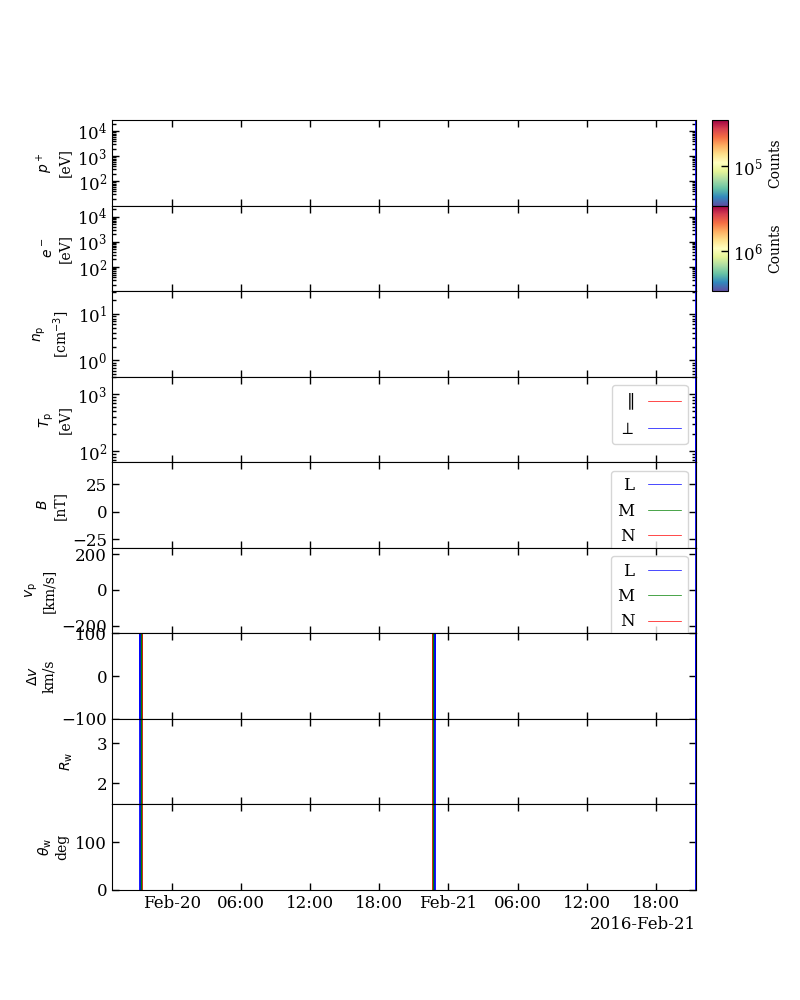 10⁴
10³
10²
p⁺
[eV]
10⁵
Counts
10⁴
10³
10²
e⁻
[eV]
10⁶
Counts
10¹
10⁰
nₚ
[cm⁻³]
10³
10²
Tₚ
[eV]
∥
⊥
25
0
−25
B
[nT]
L
M
N
200
0
−200
vₚ
[km/s]
L
M
N
100
0
−100
Δv
km/s
3
2
R_w
100
0
θ_w
deg
Feb-20 06:00 12:00 18:00 Feb-21 06:00 12:00 18:00
2016-Feb-21